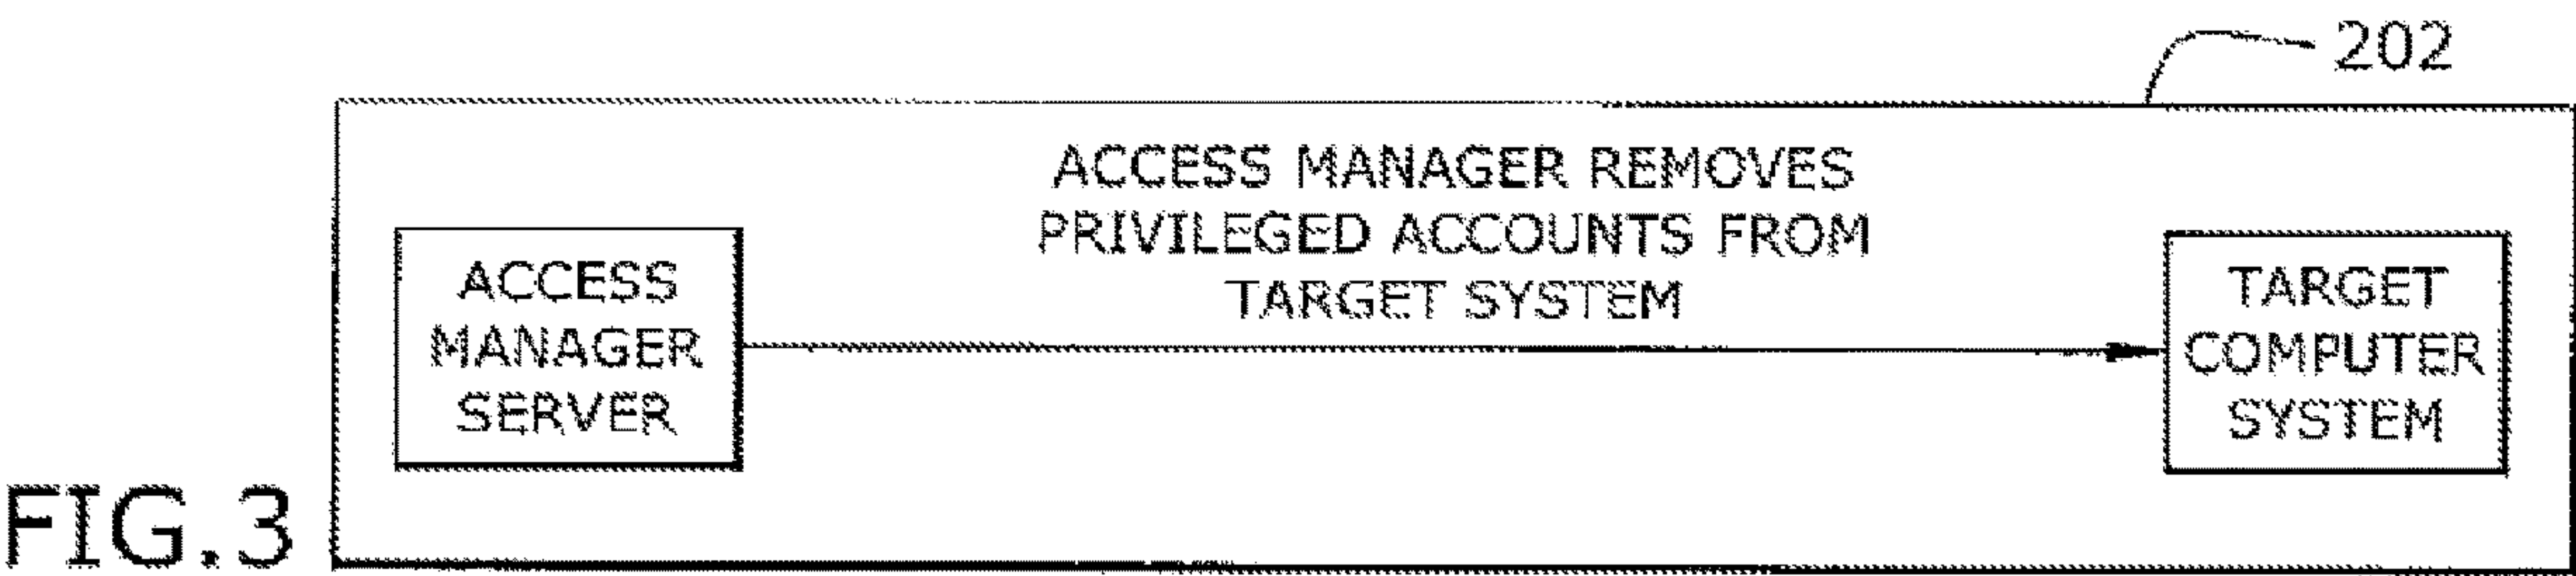 202
ACCESS MANAGER REMOVES
PRIVILEGED ACCOUNTS FROM
TARGET SYSTEM
ACCESS
MANAGER
SERVER
TARGET
COMPUTER
SYSTEM
FIG.3